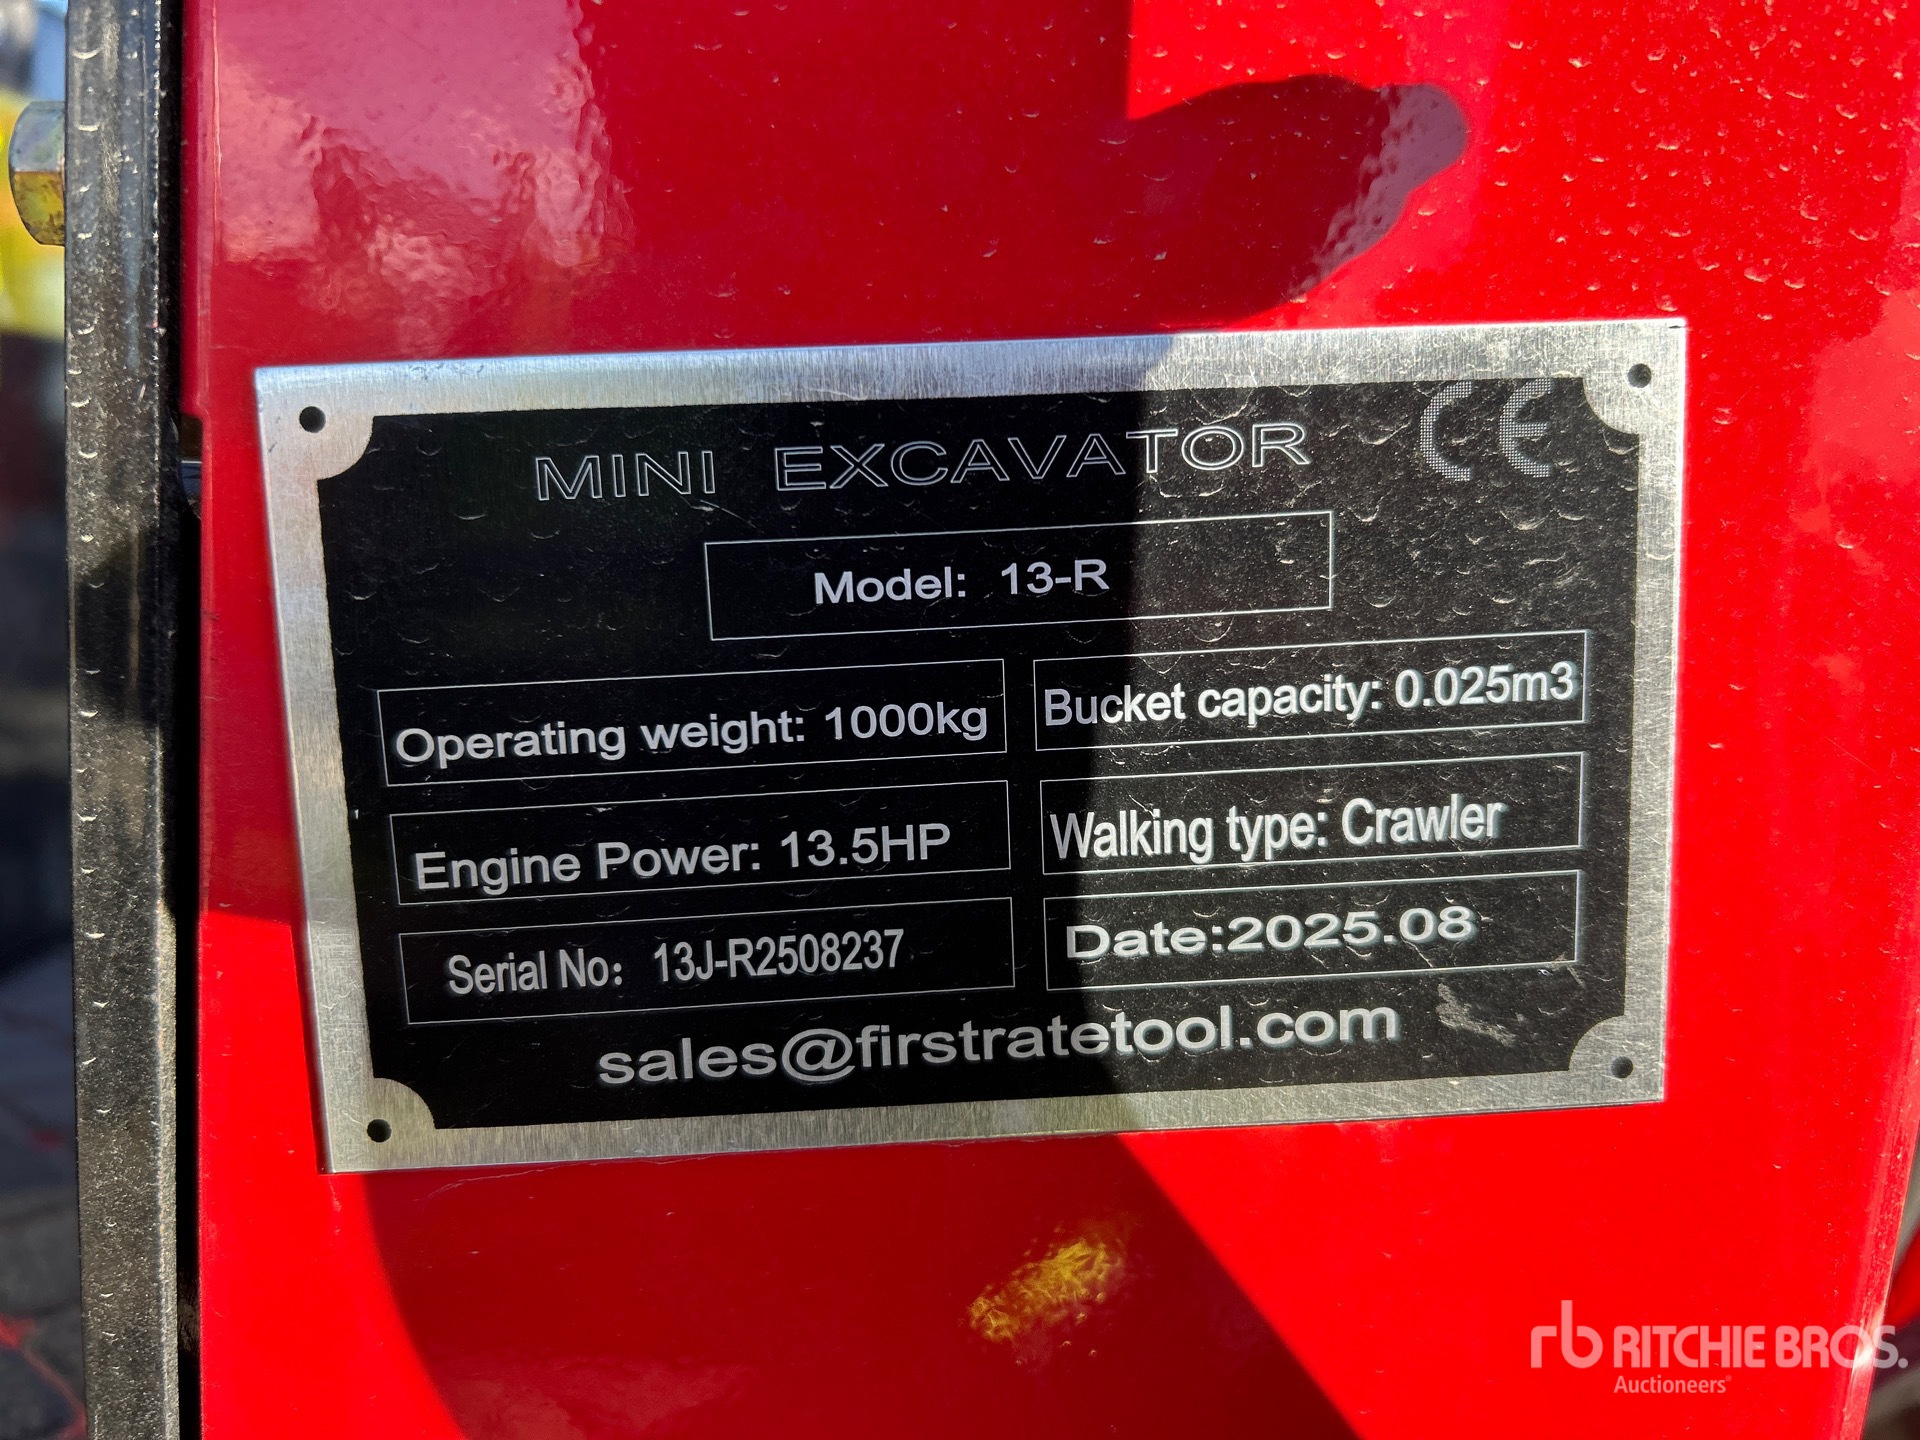 MINI EXCAVATOR CE
Model: 13-R
Operating weight: 1000kg
Bucket capacity: 0.025m3
Engine Power: 13.5HP
Walking type: Crawler
Serial No: 13J-R2508237
Date:2025.08
sales@firstratetool.com
rb RITCHIE BROS.
Auctioneers